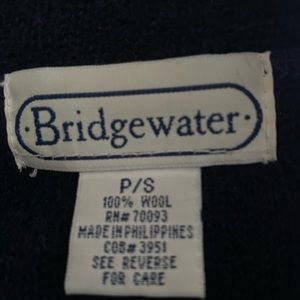 ·Bridgewater·
P/S
100% WOOL
RN# 70093
MADE IN PHILIPPINES
COB# 3951
SEE REVERSE
FOR CARE